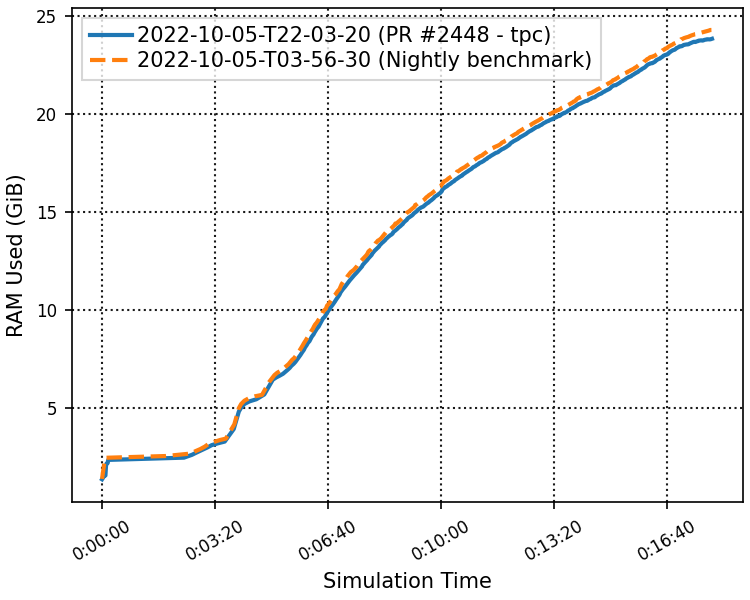 2022-10-05-T22-03-20 (PR #2448 - tpc)
2022-10-05-T03-56-30 (Nightly benchmark)
RAM Used (GiB)
25
20
15
10
5
0:00:00
0:03:20
0:06:40
0:10:00
0:13:20
0:16:40
Simulation Time